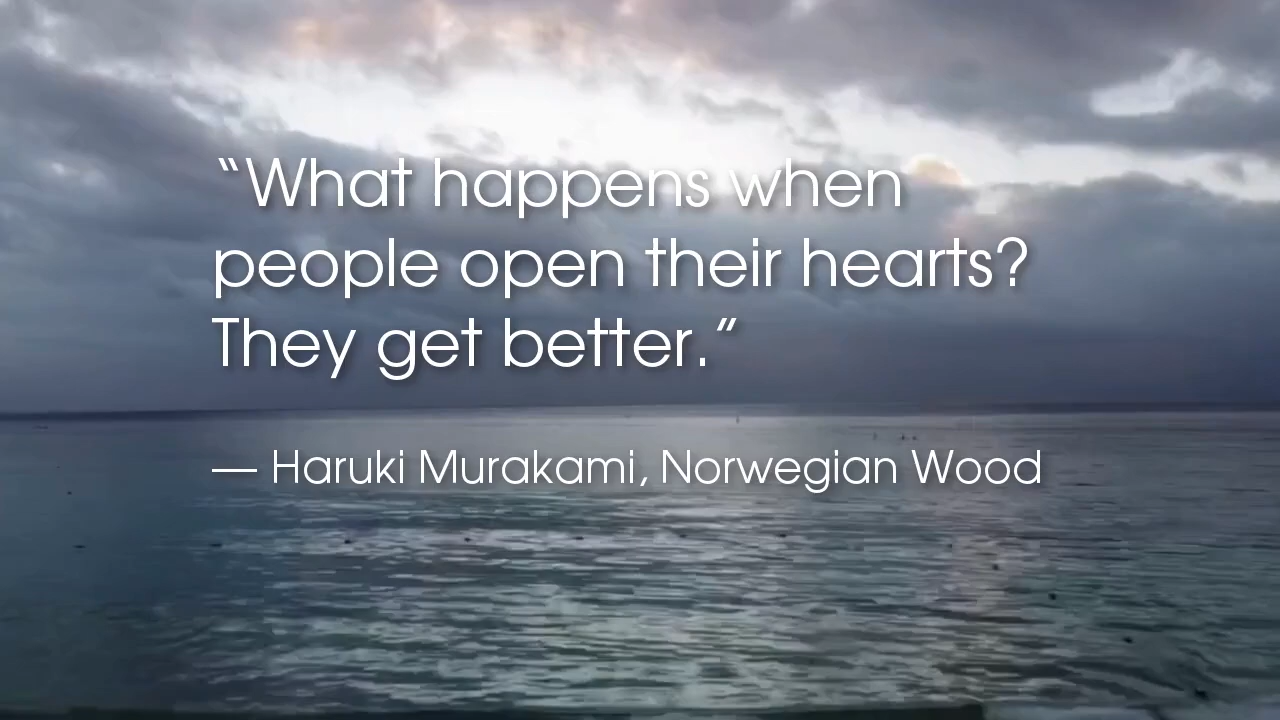 “What happens when
people open their hearts?
They get better.”
— Haruki Murakami, Norwegian Wood